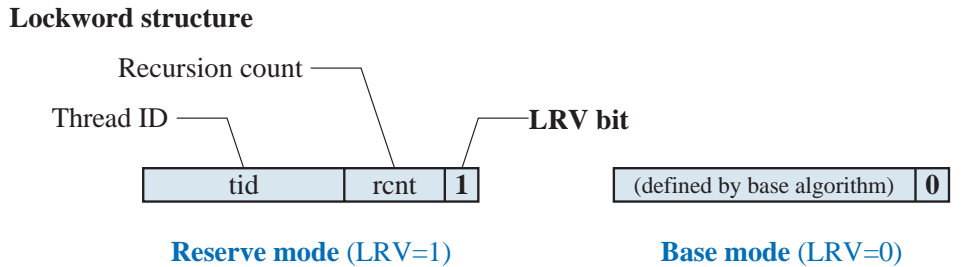 Lockword structure
Recursion count
Thread ID
LRV bit
tid rcnt 1
(defined by base algorithm) 0
Reserve mode (LRV=1)
Base mode (LRV=0)